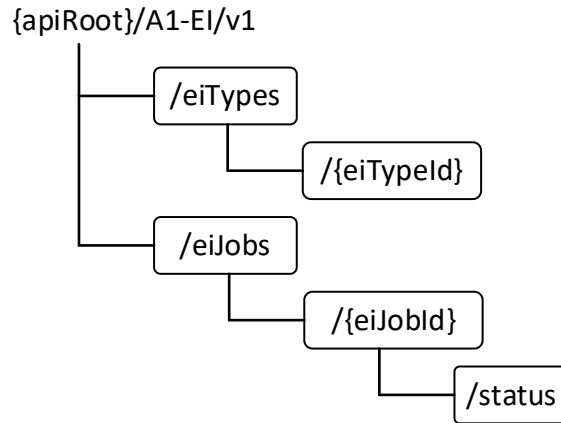 {apiRoot}/A1-EI/v1
/eiTypes
/{eiTypeId}
/eiJobs
/{eiJobId}
/status